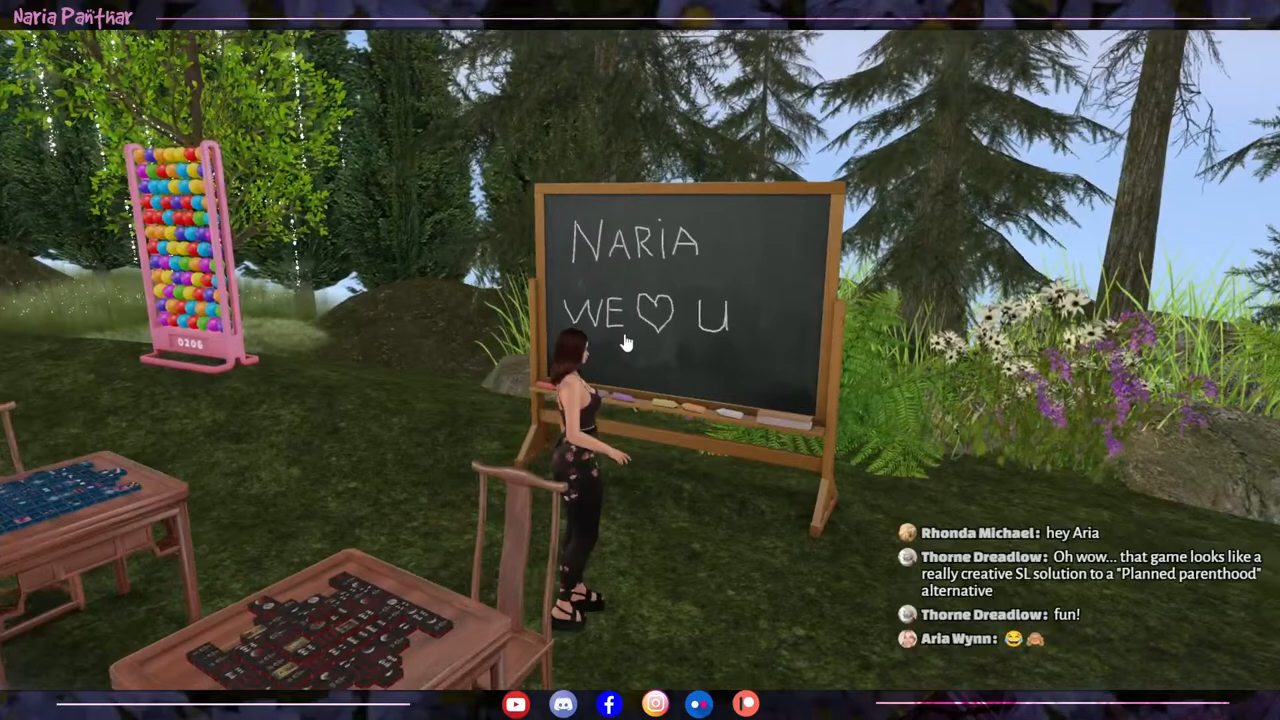 Naria Panthar
NARIA
WE ♡ U
0206
Rhonda Michael: hey Aria
Thorne Dreadlow: Oh wow... that game looks like a
really creative SL solution to a "Planned parenthood"
alternative
Thorne Dreadlow: fun!
Aria Wynn: 😂 🙈